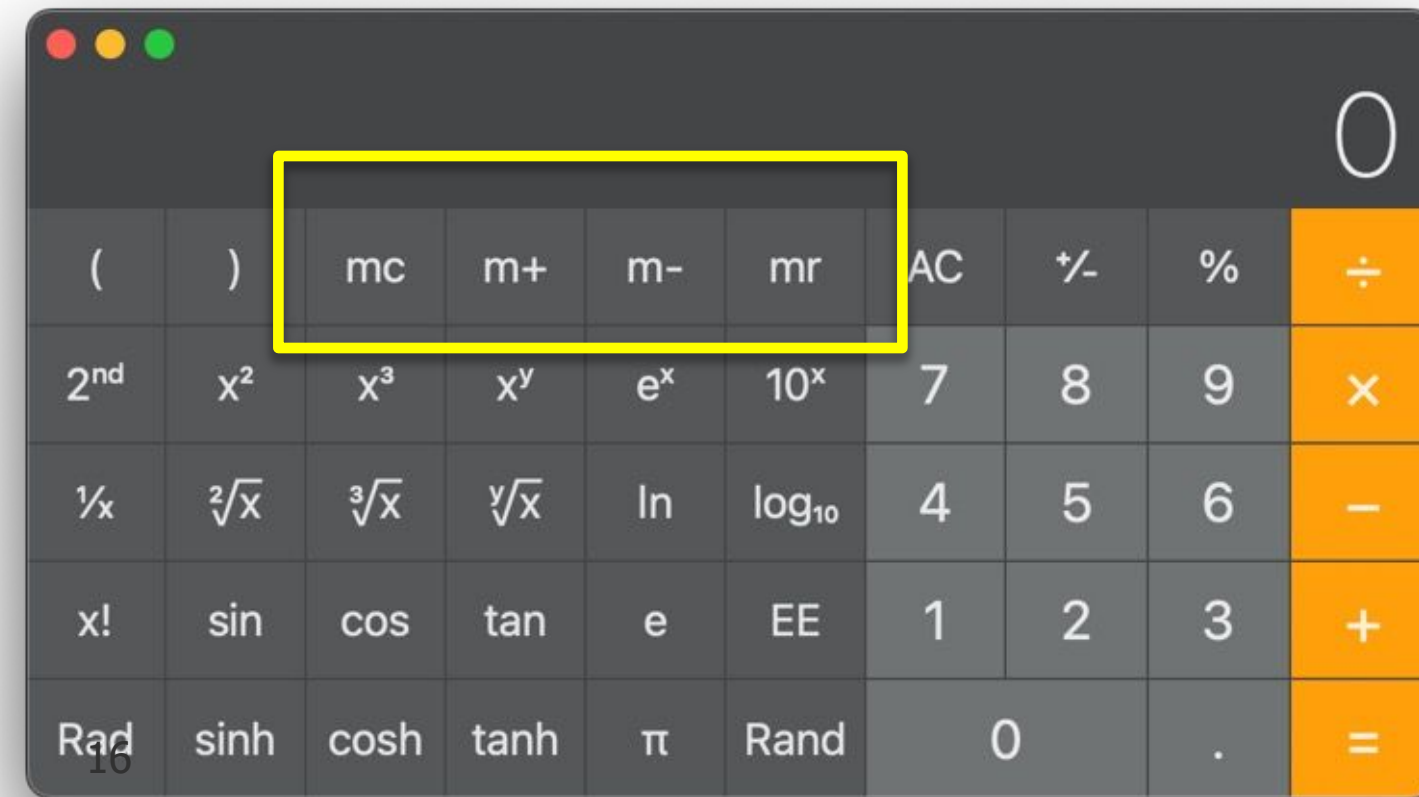 0
( ) mc m+ m- mr AC ⁺∕₋ % ÷
2ⁿᵈ x² x³ xʸ eˣ 10ˣ 7 8 9 ×
¹∕ₓ ²√x ³√x ʸ√x ln log₁₀ 4 5 6 −
x! sin cos tan e EE 1 2 3 +
Rad sinh cosh tanh π Rand 0 . =
16